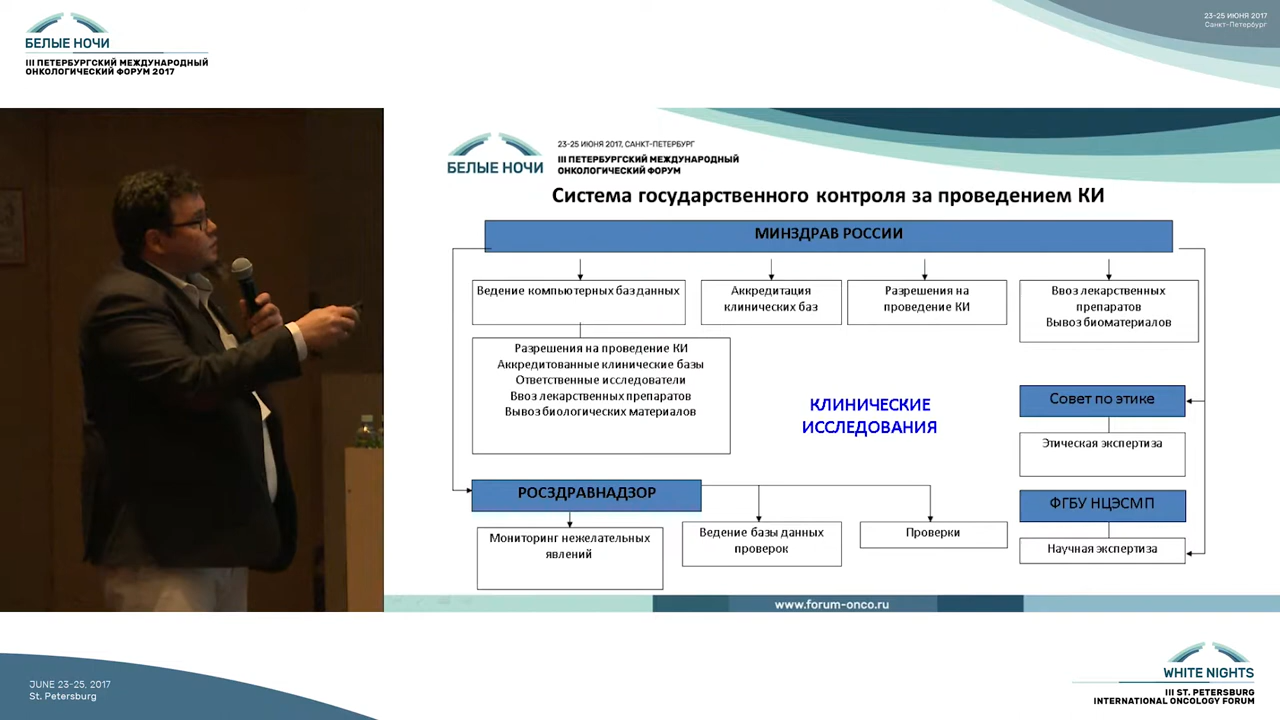 БЕЛЫЕ НОЧИ
III ПЕТЕРБУРГСКИЙ МЕЖДУНАРОДНЫЙ
ОНКОЛОГИЧЕСКИЙ ФОРУМ 2017
23-25 ИЮНЯ 2017
Санкт-Петербург
БЕЛЫЕ НОЧИ
23-25 ИЮНЯ 2017, САНКТ-ПЕТЕРБУРГ
III ПЕТЕРБУРГСКИЙ МЕЖДУНАРОДНЫЙ
ОНКОЛОГИЧЕСКИЙ ФОРУМ
Система государственного контроля за проведением КИ
МИНЗДРАВ РОССИИ
Ведение компьютерных баз данных
Аккредитация
клинических баз
Разрешения на
проведение КИ
Ввоз лекарственных
препаратов
Вывоз биоматериалов
Разрешения на проведение КИ
Аккредитованные клинические базы
Ответственные исследователи
Ввоз лекарственных препаратов
Вывоз биологических материалов
КЛИНИЧЕСКИЕ
ИССЛЕДОВАНИЯ
Совет по этике
Этическая экспертиза
РОСЗДРАВНАДЗОР
ФГБУ НЦЭСМП
Мониторинг нежелательных
явлений
Ведение базы данных
проверок
Проверки
Научная экспертиза
www.forum-onco.ru
JUNE 23-25, 2017
St. Petersburg
WHITE NIGHTS
III ST. PETERSBURG
INTERNATIONAL ONCOLOGY FORUM